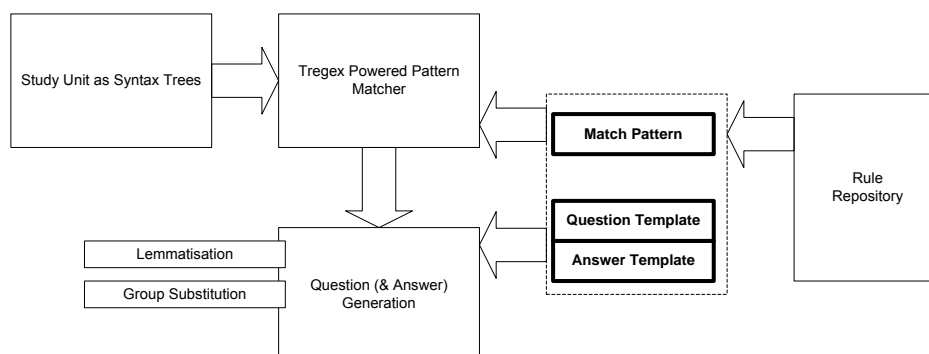 Study Unit as Syntax Trees
Tregex Powered Pattern
Matcher
Match Pattern
Rule
Repository
Question Template
Answer Template
Lemmatisation
Group Substitution
Question (& Answer)
Generation